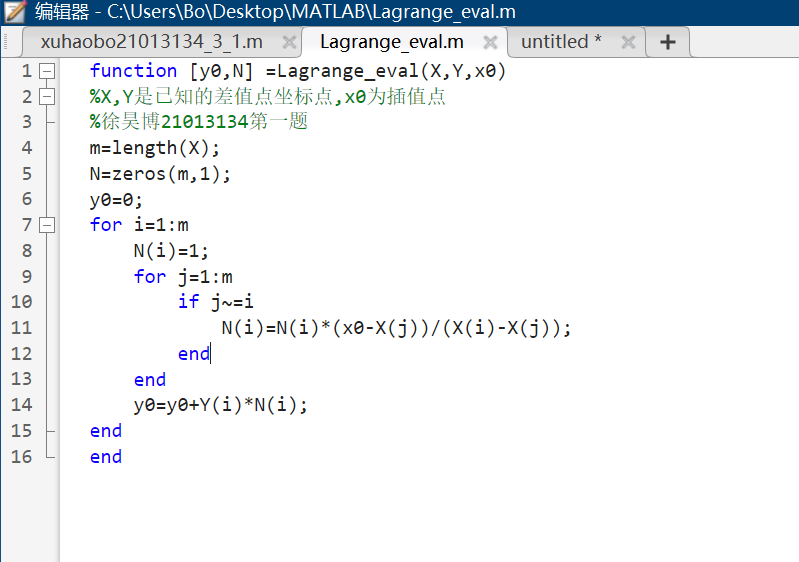 编辑器 - C:\Users\Bo\Desktop\MATLAB\Lagrange_eval.m
xuhaobo21013134_3_1.m Lagrange_eval.m untitled *
1 function [y0,N] =Lagrange_eval(X,Y,x0)
2 %X,Y是已知的差值点坐标点,x0为插值点
3 %徐昊博21013134第一题
4 m=length(X);
5 N=zeros(m,1);
6 y0=0;
7 for i=1:m
8 N(i)=1;
9 for j=1:m
10 if j~=i
11 N(i)=N(i)*(x0-X(j))/(X(i)-X(j));
12 end
13 end
14 y0=y0+Y(i)*N(i);
15 end
16 end